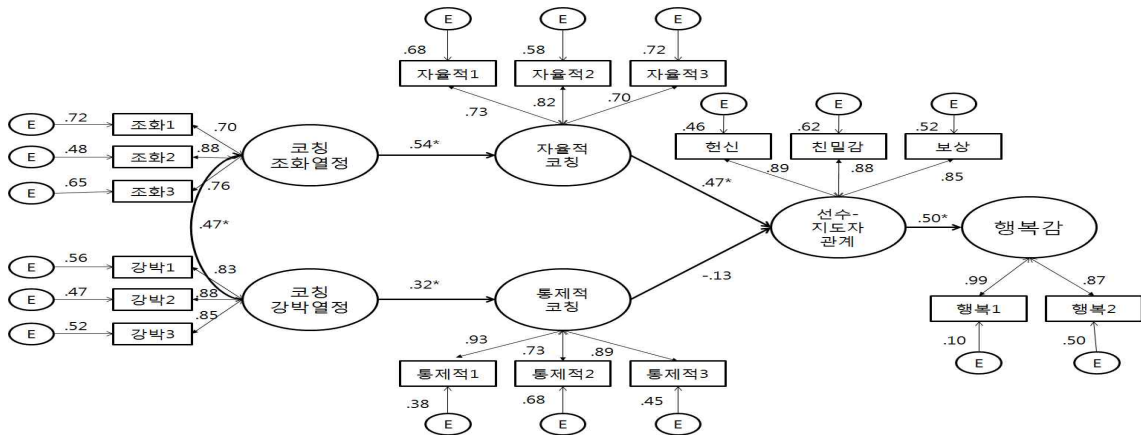 E
E
E
.68
.58
.72
자율적1
자율적2
자율적3
.73
.82
.70
E
.72
조화1
.70
E
.48
조화2
.88
E
.65
조화3
.76
코칭
조화열정
.54*
자율적
코칭
E
E
E
.46
.62
.52
헌신
친밀감
보상
.89
.88
.85
.47*
.47*
선수-
지도자
관계
.50*
행복감
E
.56
강박1
.83
E
.47
강박2
.88
E
.52
강박3
.85
코칭
강박열정
.32*
통제적
코칭
-.13
.99
.87
행복1
행복2
.10
.50
E
E
.93
.73
.89
통제적1
통제적2
통제적3
.38
.68
.45
E
E
E